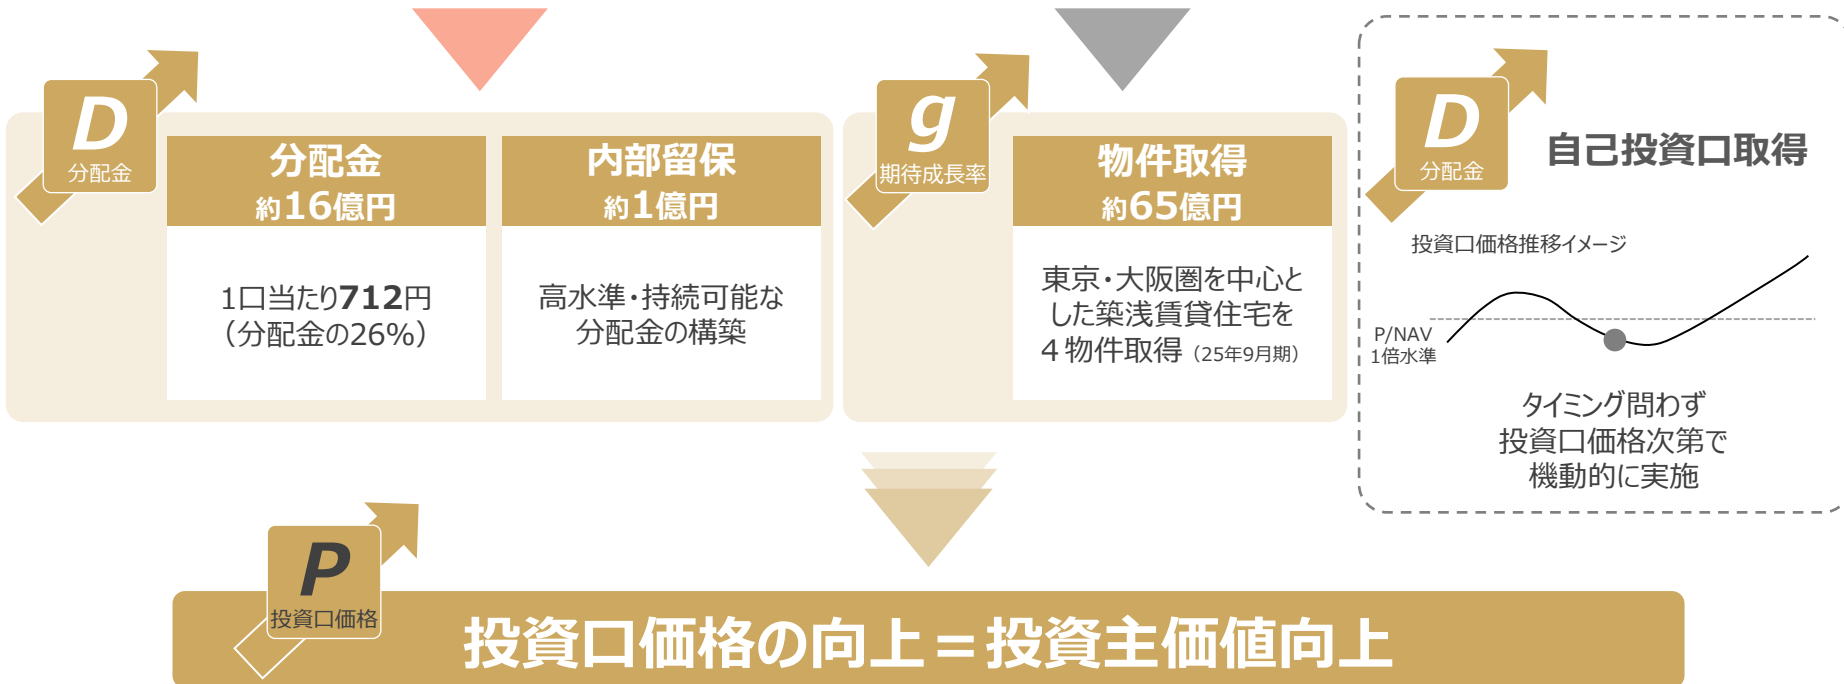 D
分配金
分配金
約16億円
1口当たり712円
（分配金の26%）
内部留保
約1億円
高水準・持続可能な
分配金の構築
g
期待成長率
物件取得
約65億円
東京・大阪圏を中心と
した築浅賃貸住宅を
４物件取得（25年9月期）
D
分配金
自己投資口取得
投資口価格推移イメージ
P/NAV
1倍水準
タイミング問わず
投資口価格次第で
機動的に実施
P
投資口価格
投資口価格の向上＝投資主価値向上